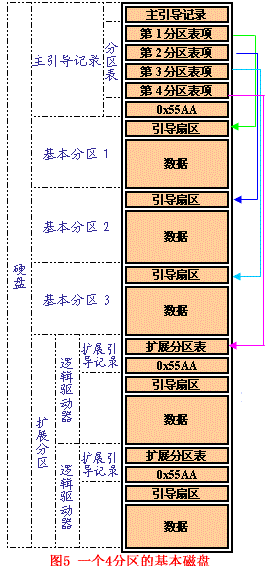 主引导记录
第1分区表项
第2分区表项
第3分区表项
第4分区表项
0x55AA
主引导记录
分区表
引导扇区
基本分区 1
数据
引导扇区
基本分区 2
数据
引导扇区
基本分区 3
数据
硬盘
扩展分区
逻辑驱动器
扩展引导记录
扩展分区表
0x55AA
引导扇区
数据
逻辑驱动器
扩展引导记录
扩展分区表
0x55AA
引导扇区
数据
图5 一个4分区的基本磁盘